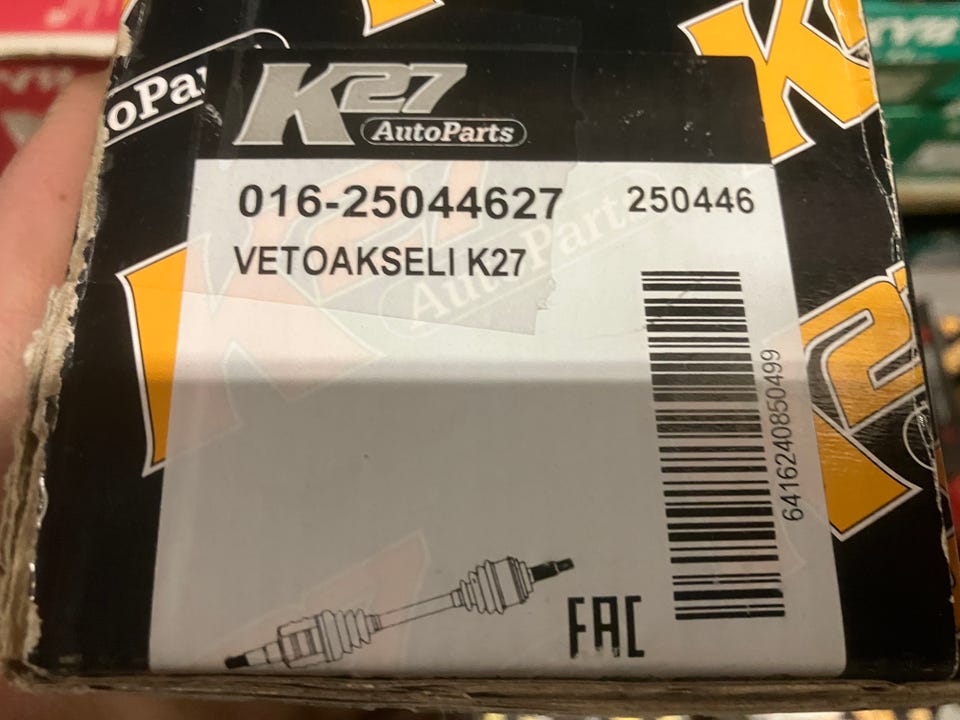 K27
AutoParts
016-25044627 250446
VETOAKSELI K27
6416240850499
EAC